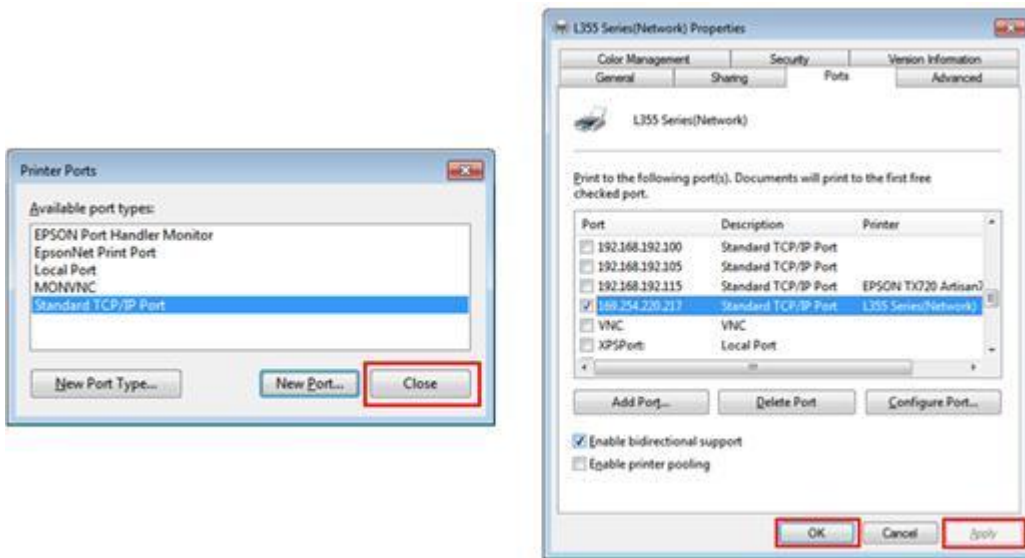 Printer Ports
Available port types:
EPSON Port Handler Monitor
EpsonNet Print Port
Local Port
MONVNC
Standard TCP/IP Port
New Port Type...
New Port...
Close
L355 Series(Network) Properties
Color Management Security Version Information
General Sharing Ports Advanced
L355 Series(Network)
Print to the following port(s). Documents will print to the first free
checked port.
Port Description Printer
192.168.192.100 Standard TCP/IP Port
192.168.192.105 Standard TCP/IP Port
192.168.192.115 Standard TCP/IP Port EPSON TX720 Artisan7
169.254.220.217 Standard TCP/IP Port L355 Series(Network)
VNC VNC
XPSPort: Local Port
Add Port... Delete Port Configure Port...
Enable bidirectional support
Enable printer pooling
OK Cancel Apply